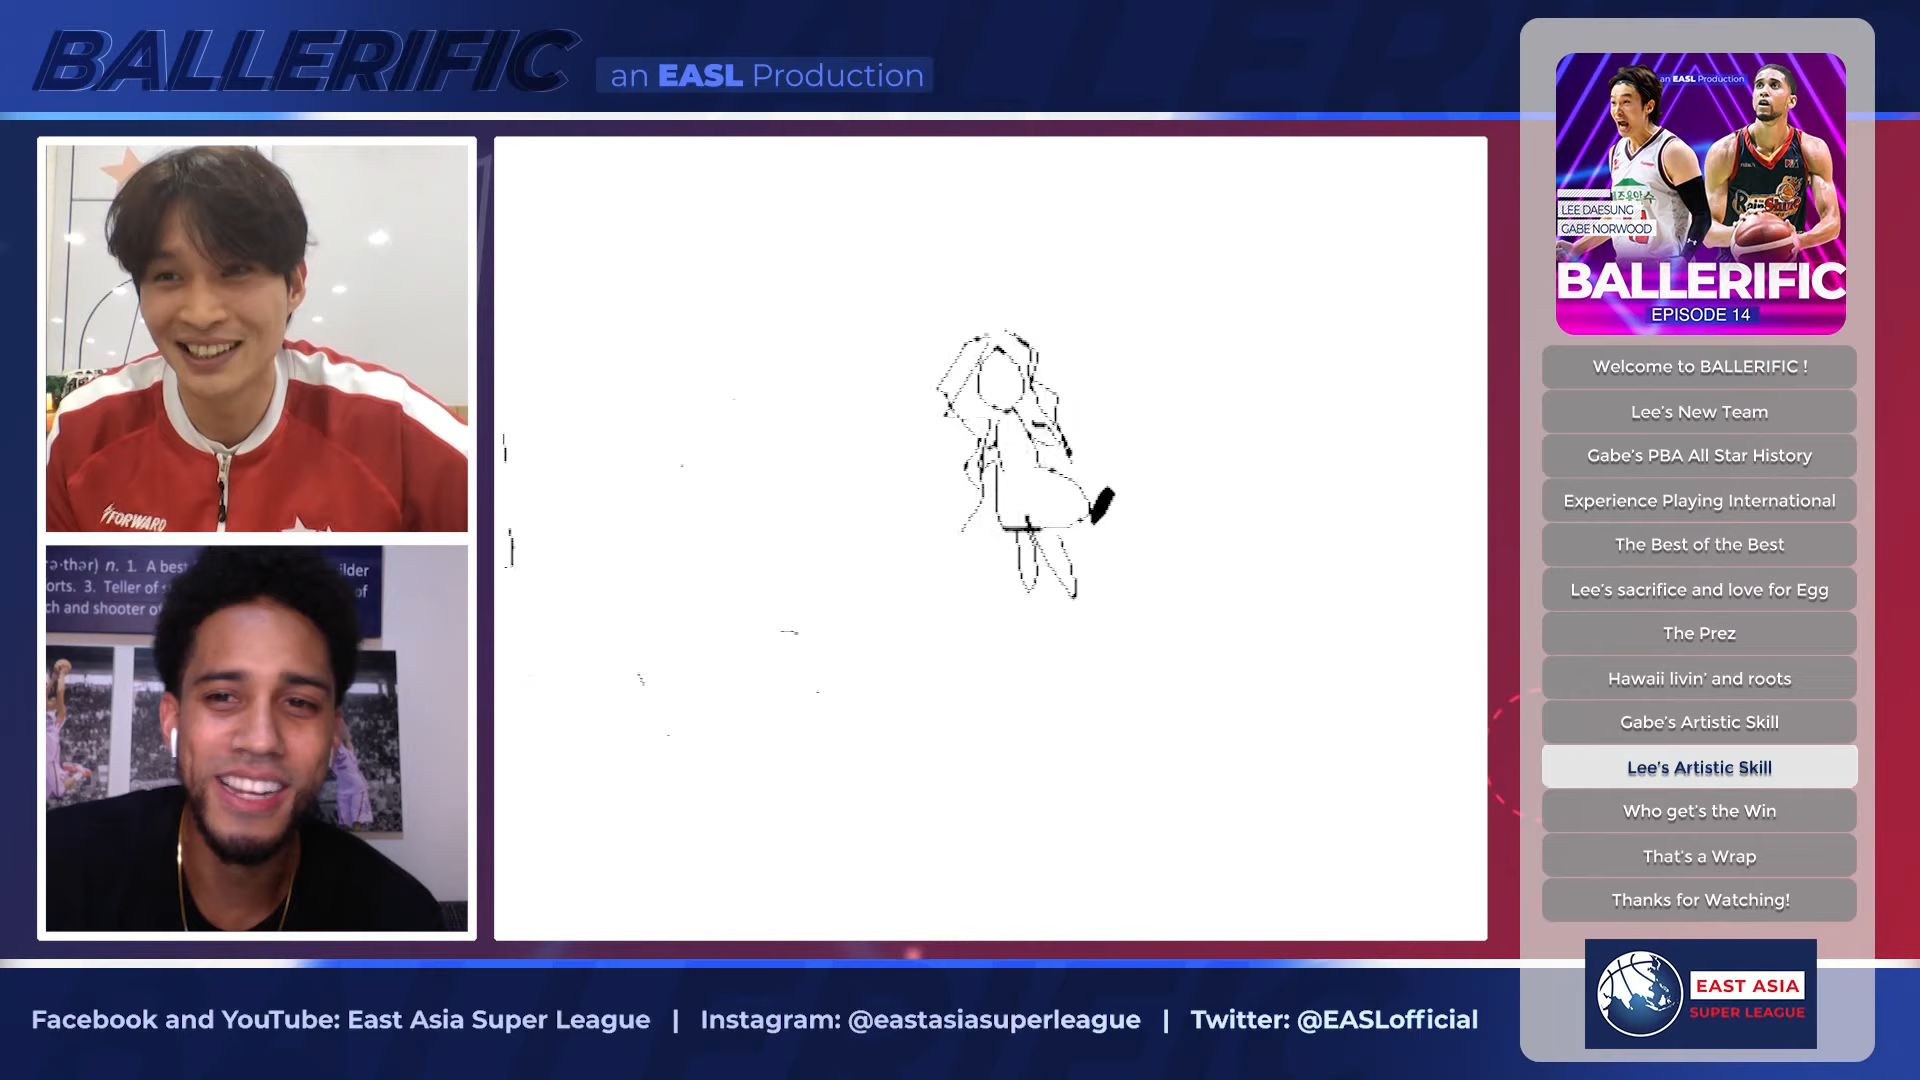 BALLERIFIC
an EASL Production
FORWARD
ə·thər) n. 1. A best
ilder
orts. 3. Teller of
of
ch and shooter of
an EASL Production
LEE DAESUNG
GABE NORWOOD
BALLERIFIC
EPISODE 14
Welcome to BALLERIFIC !
Lee's New Team
Gabe's PBA All Star History
Experience Playing International
The Best of the Best
Lee's sacrifice and love for Egg
The Prez
Hawaii livin' and roots
Gabe's Artistic Skill
Lee's Artistic Skill
Who get's the Win
That's a Wrap
Thanks for Watching!
EAST ASIA
SUPER LEAGUE
Facebook and YouTube: East Asia Super League | Instagram: @eastasiasuperleague | Twitter: @EASLofficial